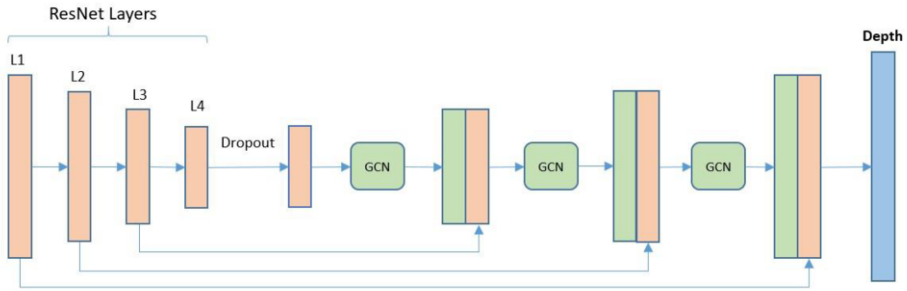 ResNet Layers
Depth
L1
L2
L3
L4
Dropout
GCN
GCN
GCN